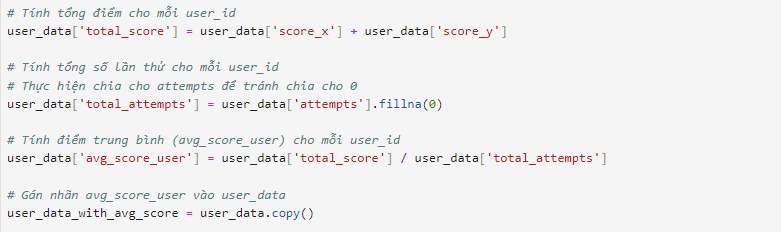 # Tính tổng điểm cho mỗi user_id
user_data['total_score'] = user_data['score_x'] + user_data['score_y']
# Tính tổng số lần thử cho mỗi user_id
# Thực hiện chia cho attempts để tránh chia cho 0
user_data['total_attempts'] = user_data['attempts'].fillna(0)
# Tính điểm trung bình (avg_score_user) cho mỗi user_id
user_data['avg_score_user'] = user_data['total_score'] / user_data['total_attempts']
# Gán nhãn avg_score_user vào user_data
user_data_with_avg_score = user_data.copy()